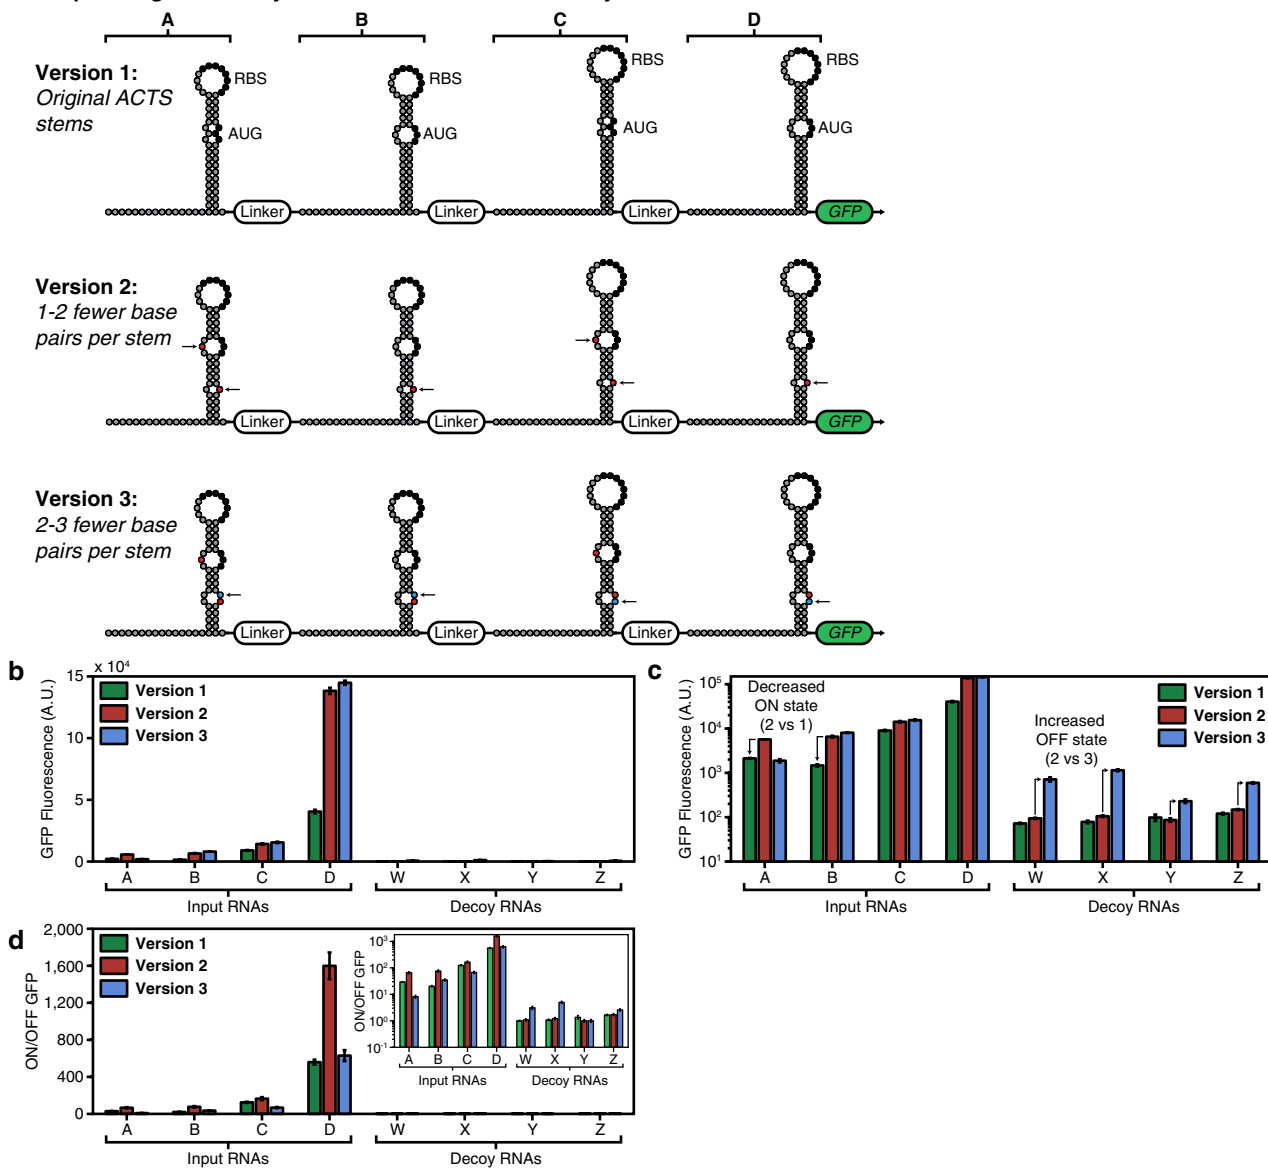 A B C D
Version 1:
Original ACTS
stems
RBS RBS RBS RBS
AUG AUG AUG AUG
Linker Linker Linker GFP
Version 2:
1-2 fewer base
pairs per stem
Linker Linker Linker GFP
Version 3:
2-3 fewer base
pairs per stem
Linker Linker Linker GFP
b
x 10⁴
GFP Fluorescence (A.U.)
15
10
5
0
Version 1
Version 2
Version 3
A B C D W X Y Z
Input RNAs Decoy RNAs
c
GFP Fluorescence (A.U.)
10⁵
10⁴
10³
10²
10¹
Decreased
ON state
(2 vs 1)
Increased
OFF state
(2 vs 3)
Version 1
Version 2
Version 3
A B C D W X Y Z
Input RNAs Decoy RNAs
d
ON/OFF GFP
2,000
1,600
1,200
800
400
0
Version 1
Version 2
Version 3
ON/OFF GFP
10³
10²
10¹
10⁰
10⁻¹
A B C D W X Y Z
Input RNAs Decoy RNAs
A B C D W X Y Z
Input RNAs Decoy RNAs